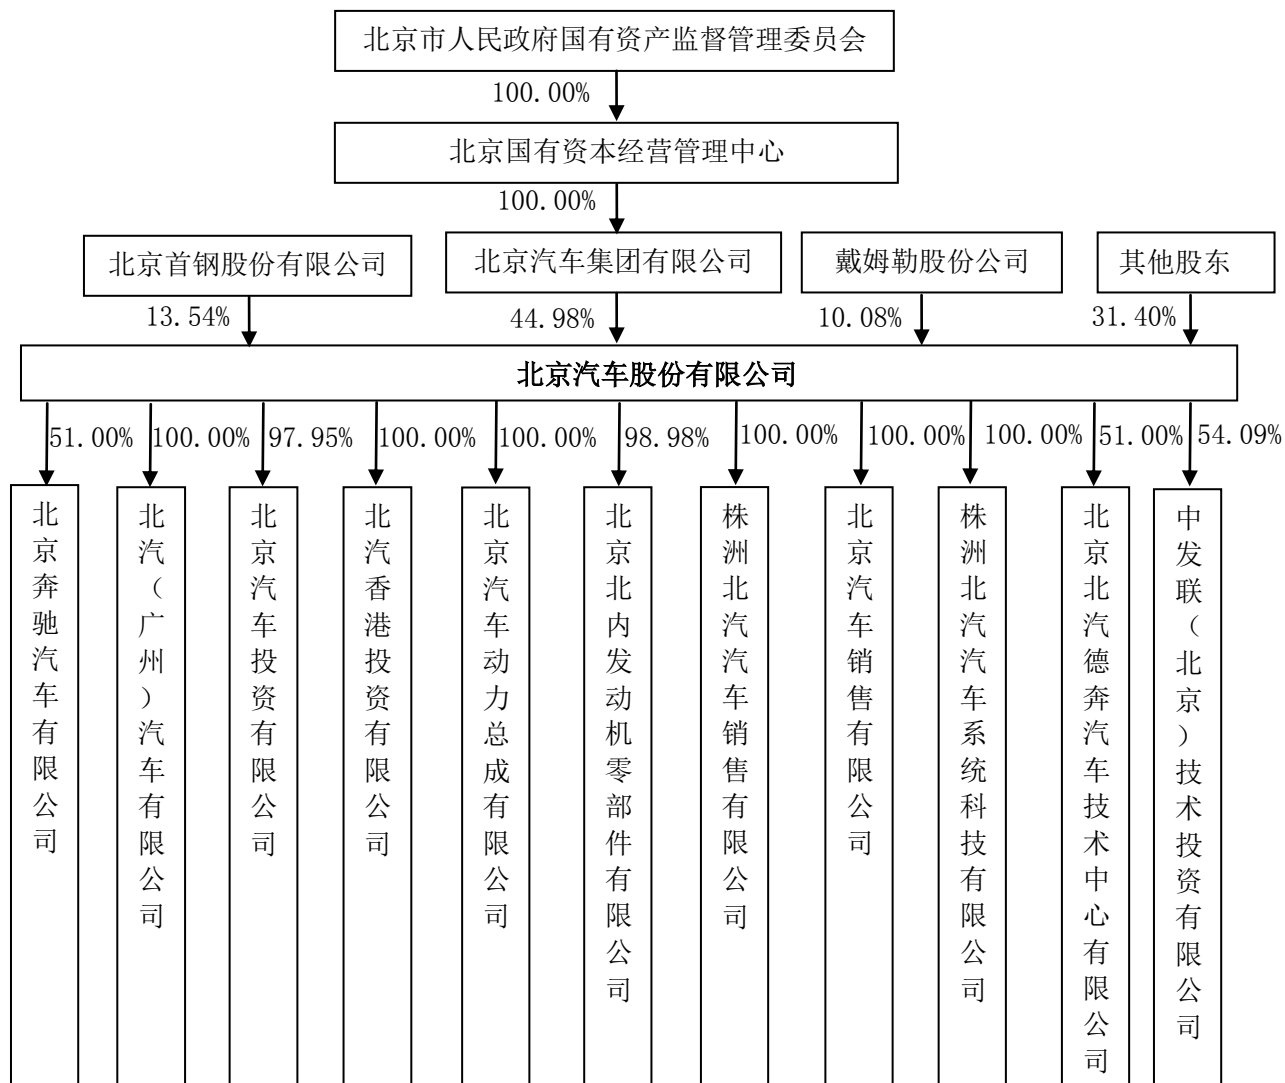 北京市人民政府国有资产监督管理委员会
100.00%
北京国有资本经营管理中心
100.00%
北京首钢股份有限公司
北京汽车集团有限公司
戴姆勒股份公司
其他股东
13.54%
44.98%
10.08%
31.40%
北京汽车股份有限公司
51.00%
100.00%
97.95%
100.00%
100.00%
98.98%
100.00%
100.00%
100.00%
51.00%
54.09%
北京奔驰汽车有限公司
北汽（广州）汽车有限公司
北京汽车投资有限公司
北汽香港投资有限公司
北京汽车动力总成有限公司
北京北内发动机零部件有限公司
株洲北汽汽车销售有限公司
北京汽车销售有限公司
株洲北汽汽车系统科技有限公司
北京北汽德奔汽车技术中心有限公司
中发联（北京）技术投资有限公司